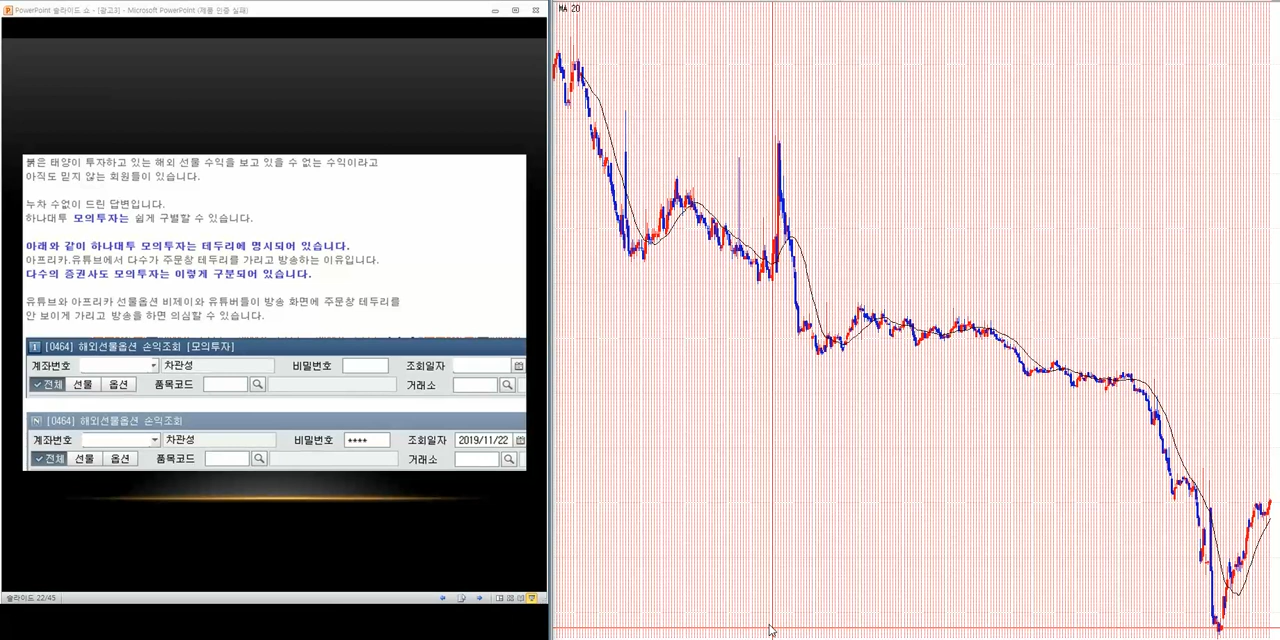 PowerPoint 슬라이드 쇼 - [광고3] - Microsoft PowerPoint (제품 인증 실패)
MA 20
붉은 태양이 투자하고 있는 해외 선물 수익을 보고 있을 수 없는 수익이라고
아직도 믿지 않는 회원들이 있습니다.
누차 수없이 드린 답변입니다.
하나대투 모의투자는 쉽게 구별할 수 있습니다.
아래와 같이 하나대투 모의투자는 테두리에 명시되어 있습니다.
아프리카.유튜브에서 다수가 주문창 테두리를 가리고 방송하는 이유입니다.
다수의 증권사도 모의투자는 이렇게 구분되어 있습니다.
유튜브와 아프리카 선물옵션 비제이와 유튜버들이 방송 화면에 주문창 테두리를
안 보이게 가리고 방송을 하면 의심할 수 있습니다.
1 [0464] 해외선물옵션 손익조회 [모의투자]
계좌번호 차관성 비밀번호 조회일자
전체 선물 옵션 품목코드 거래소
N [0464] 해외선물옵션 손익조회
계좌번호 차관성 비밀번호 **** 조회일자 2019/11/22
전체 선물 옵션 품목코드 거래소
슬라이드 22/45